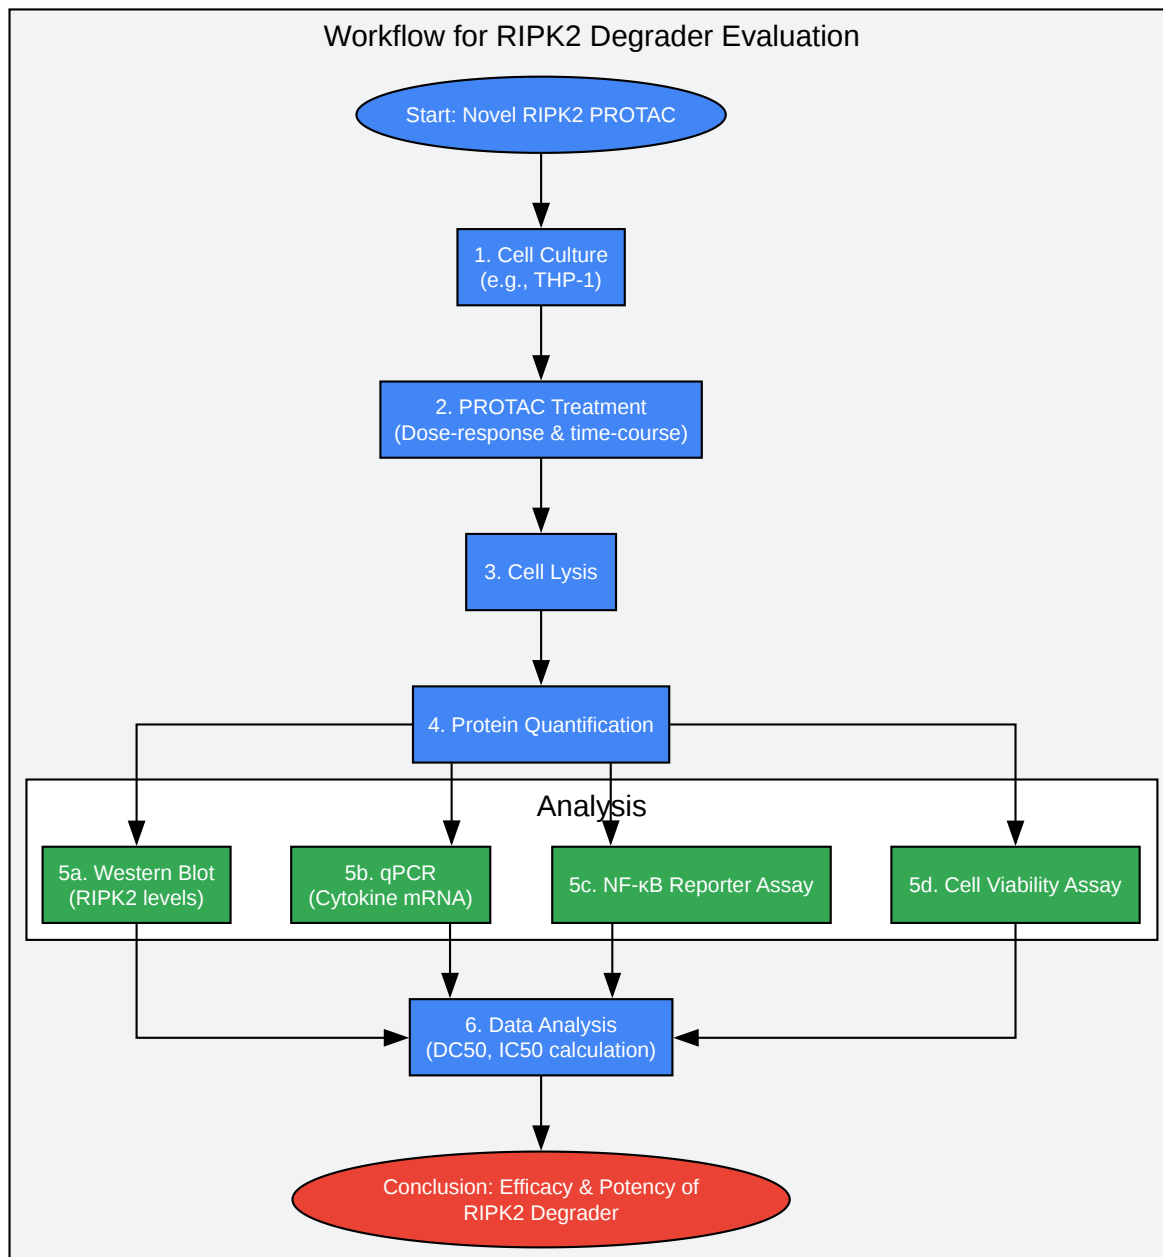 Workflow for RIPK2 Degrader Evaluation
Start: Novel RIPK2 PROTAC
1. Cell Culture
(e.g., THP-1)
2. PROTAC Treatment
(Dose-response & time-course)
3. Cell Lysis
4. Protein Quantification
Analysis
5a. Western Blot
(RIPK2 levels)
5b. qPCR
(Cytokine mRNA)
5c. NF-κB Reporter Assay
5d. Cell Viability Assay
6. Data Analysis
(DC50, IC50 calculation)
Conclusion: Efficacy & Potency of
RIPK2 Degrader